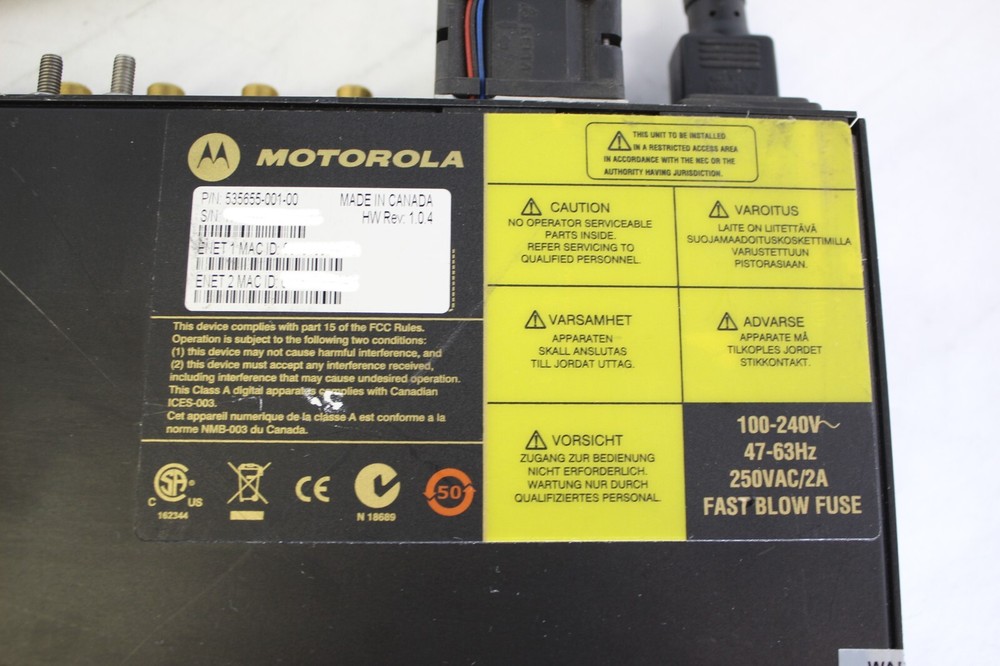 MOTOROLA
P/N: 535655-001-00
MADE IN CANADA
S/N:
HW Rev: 1.0.4
ENET 1 MAC ID:
ENET 2 MAC ID:
This device complies with part 15 of the FCC Rules.
Operation is subject to the following two conditions:
(1) this device may not cause harmful interference, and
(2) this device must accept any interference received,
including interference that may cause undesired operation.
This Class A digital apparatus complies with Canadian
ICES-003.
Cet appareil numerique de la classe A est conforme a la
norme NMB-003 du Canada.
C US
162344
CE
N 18689
50
THIS UNIT TO BE INSTALLED
IN A RESTRICTED ACCESS AREA
IN ACCORDANCE WITH THE NEC OR THE
AUTHORITY HAVING JURISDICTION.
CAUTION
NO OPERATOR SERVICEABLE
PARTS INSIDE.
REFER SERVICING TO
QUALIFIED PERSONNEL.
VAROITUS
LAITE ON LIITETTÄVÄ
SUOJAMAADOITUSKOSKETTIMILLA
VARUSTETTUUN
PISTORASIAAN.
VARSAMHET
APPARATEN
SKALL ANSLUTAS
TILL JORDAT UTTAG.
ADVARSE
APPARATE MÅ
TILKOPLES JORDET
STIKKONTAKT.
VORSICHT
ZUGANG ZUR BEDIENUNG
NICHT ERFORDERLICH.
WARTUNG NUR DURCH
QUALIFIZIERTES PERSONAL.
100-240V~
47-63Hz
250VAC/2A
FAST BLOW FUSE